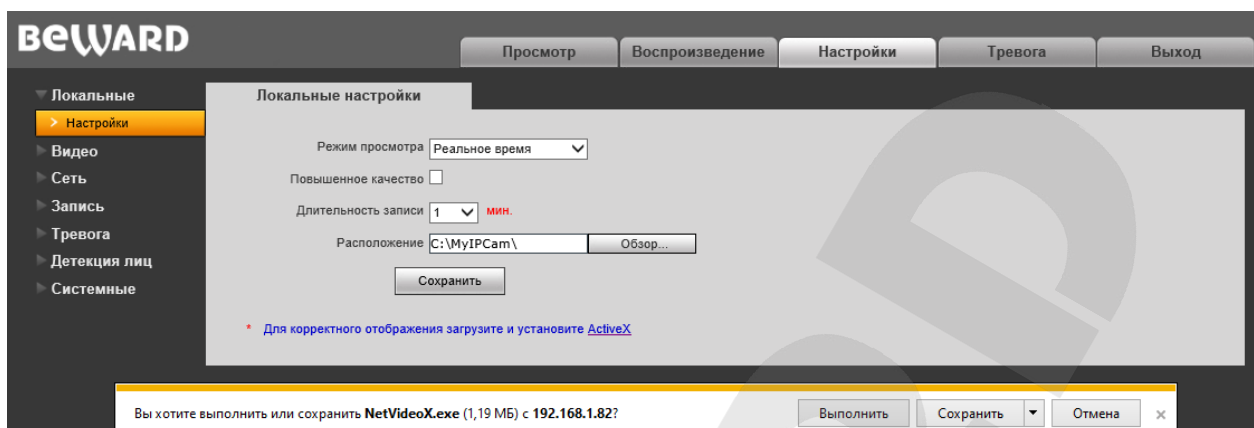 BEWARD
Просмотр Воспроизведение Настройки Тревога Выход
Локальные
Локальные настройки
> Настройки
Режим просмотра Реальное время
Видео
Повышенное качество
Сеть
Длительность записи 1 мин.
Запись
Тревога
Расположение C:\MyIPCam\ Обзор...
Детекция лиц
Сохранить
Системные
* Для корректного отображения загрузите и установите ActiveX
Вы хотите выполнить или сохранить NetVideoX.exe (1,19 МБ) с 192.168.1.82? Выполнить Сохранить Отмена ×